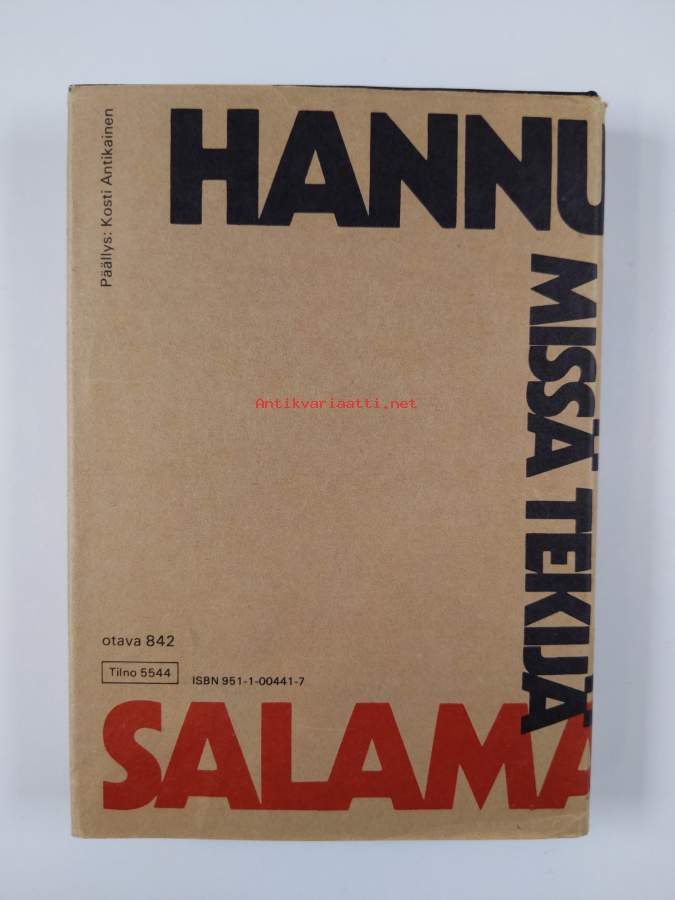 HANNU
Päällys: Kosti Antikainen
MISSÄ TEKIJÄ
Antikvariaatti.net
otava 842
Tilno 5544
ISBN 951-1-00441-7
SALAMA